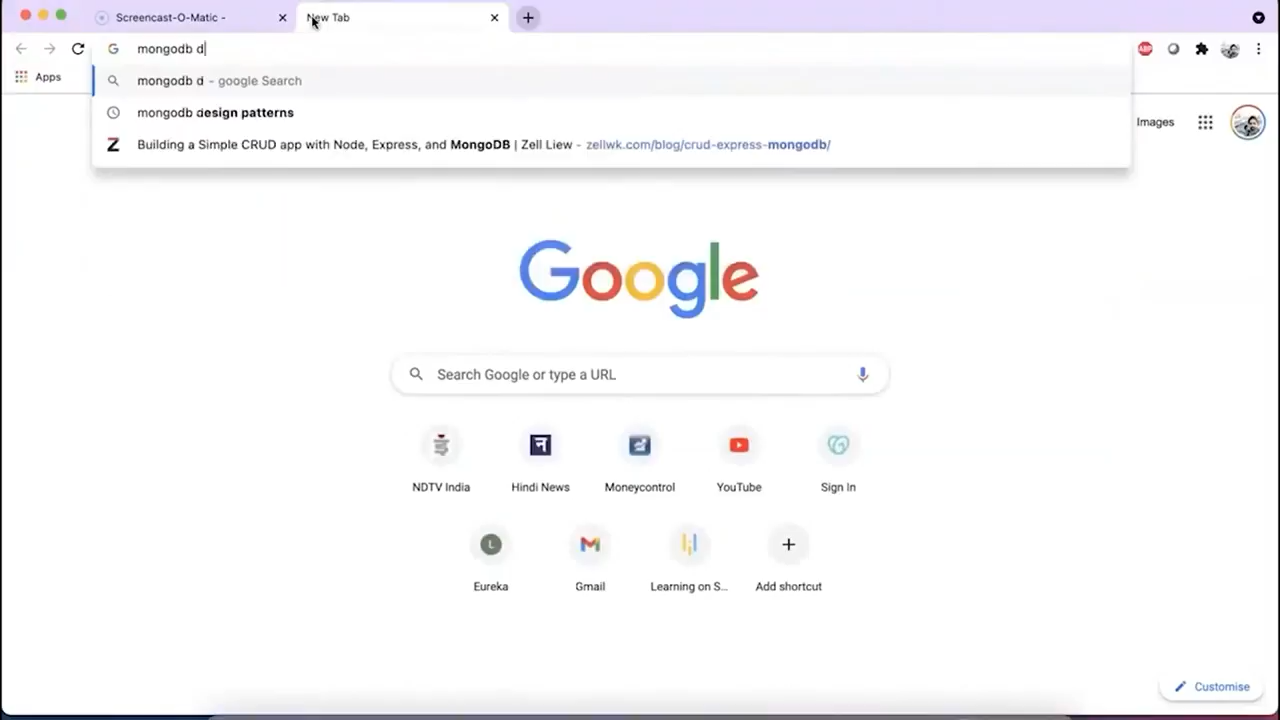 Screencast-O-Matic -
New Tab
mongodb d
Apps
mongodb d - google Search
mongodb design patterns
Z Building a Simple CRUD app with Node, Express, and MongoDB | Zell Liew - zellwk.com/blog/crud-express-mongodb/
ABP
Images
Google
Search Google or type a URL
न
NDTV India
Hindi News
Moneycontrol
YouTube
Sign In
L
Eureka
Gmail
Learning on S...
Add shortcut
Customise